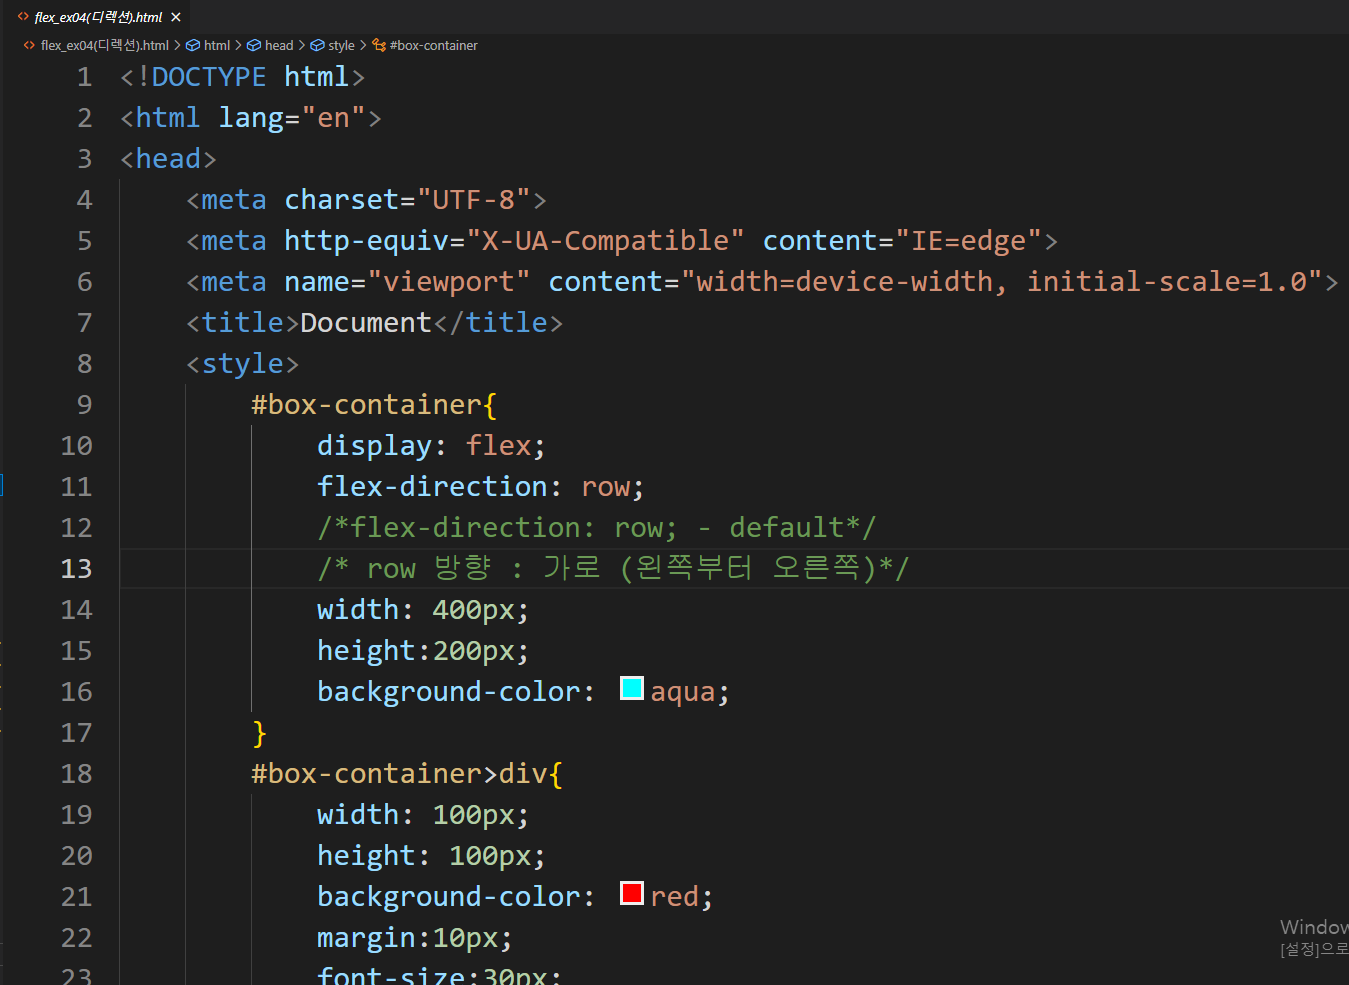 flex_ex04(디렉션).html
flex_ex04(디렉션).html > html > head > style > #box-container
1 <!DOCTYPE html>
2 <html lang="en">
3 <head>
4 <meta charset="UTF-8">
5 <meta http-equiv="X-UA-Compatible" content="IE=edge">
6 <meta name="viewport" content="width=device-width, initial-scale=1.0">
7 <title>Document</title>
8 <style>
9 #box-container{
10 display: flex;
11 flex-direction: row;
12 /*flex-direction: row; - default*/
13 /* row 방향 : 가로 (왼쪽부터 오른쪽)*/
14 width: 400px;
15 height:200px;
16 background-color: aqua;
17 }
18 #box-container>div{
19 width: 100px;
20 height: 100px;
21 background-color: red;
22 margin:10px;
23 font-size:30px;
Window
[설정]으로